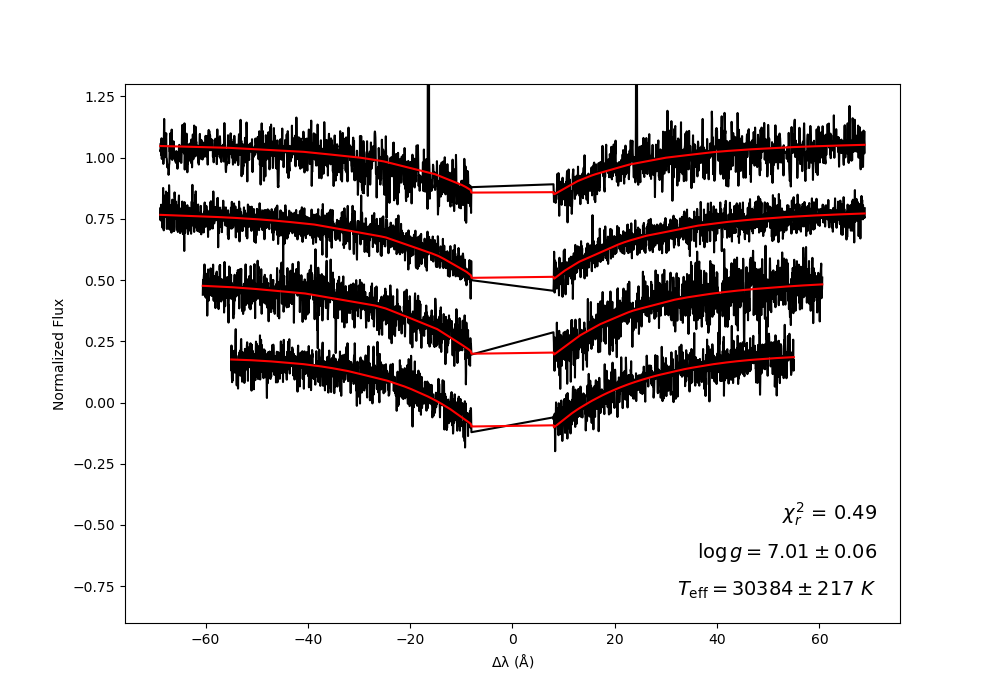 Normalized Flux
1.25
1.00
0.75
0.50
0.25
0.00
−0.25
−0.50
−0.75
χ²ᵣ = 0.49
log g = 7.01 ± 0.06
T_eff = 30384 ± 217 K
−60 −40 −20 0 20 40 60
Δλ (Å)